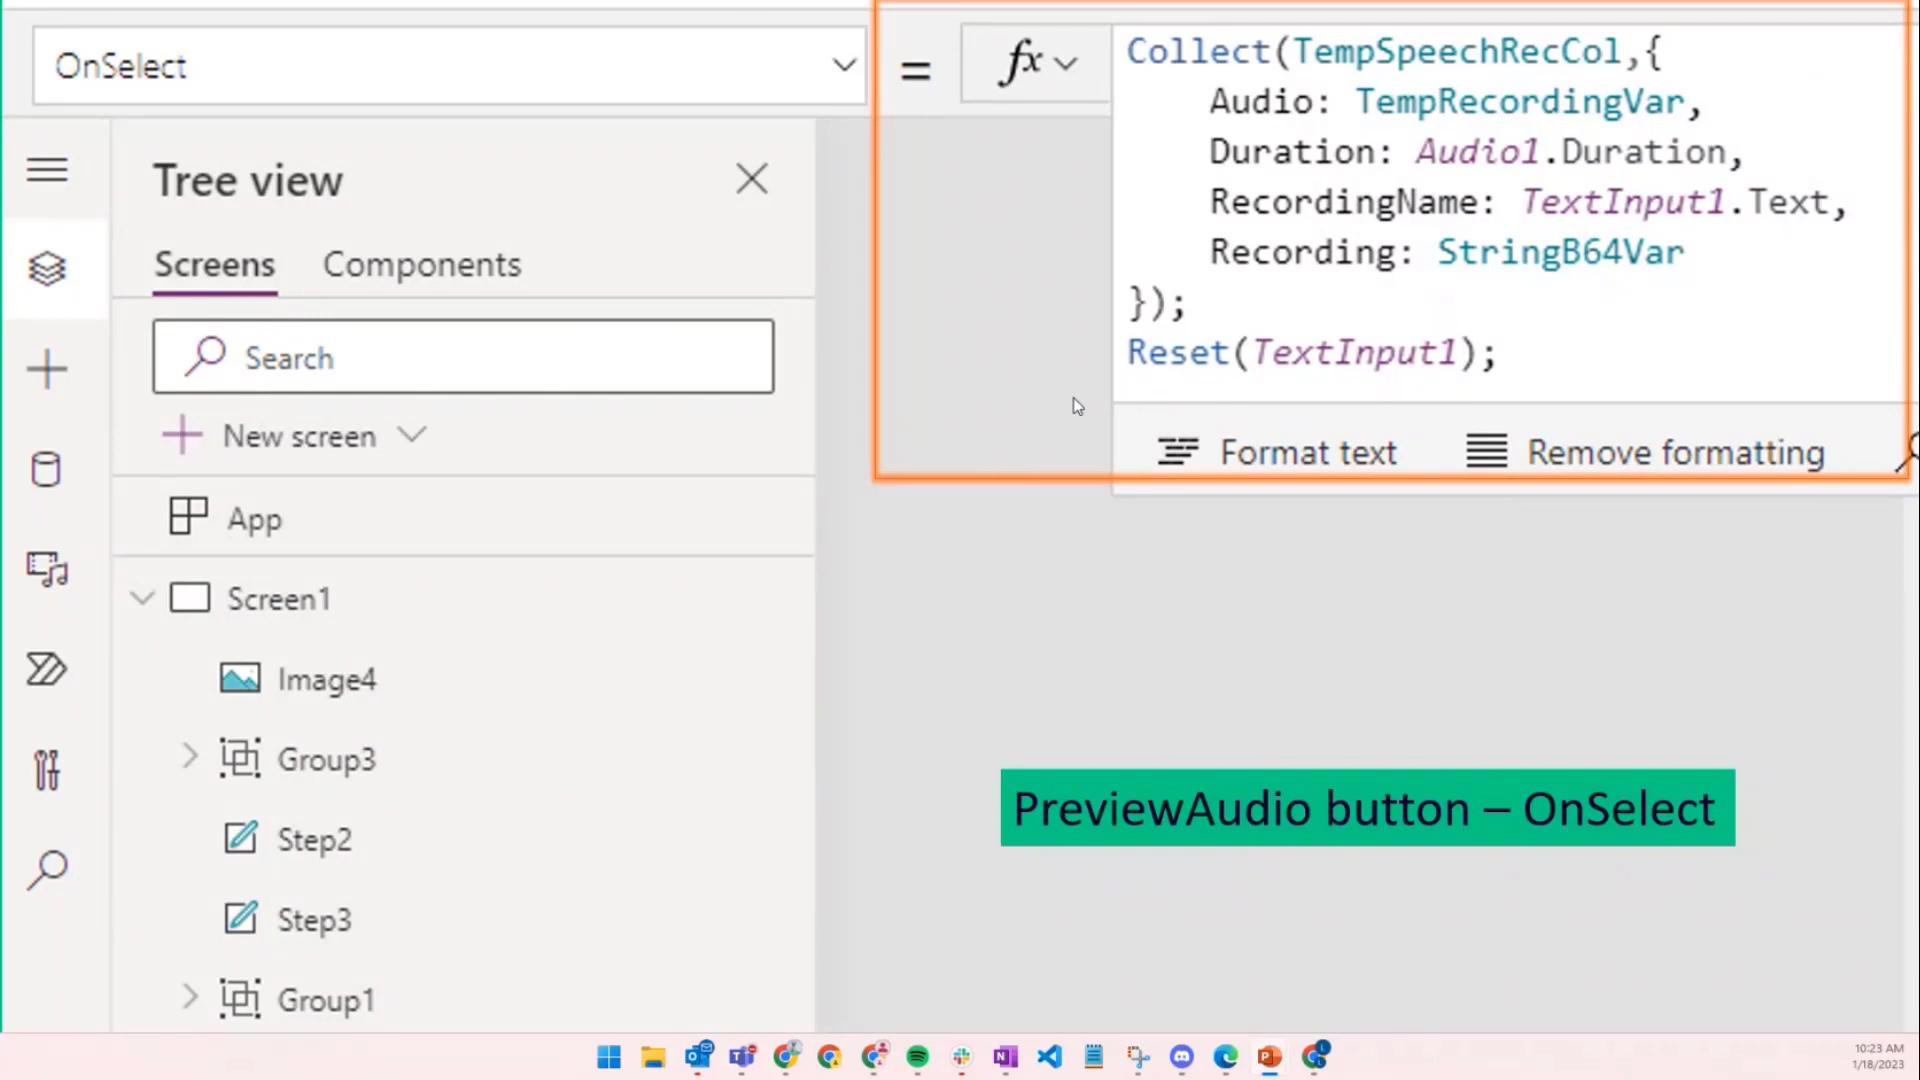 OnSelect
=
fx
Collect(TempSpeechRecCol,{
Audio: TempRecordingVar,
Duration: Audio1.Duration,
RecordingName: TextInput1.Text,
Recording: StringB64Var
});
Reset(TextInput1);
Format text
Remove formatting
Tree view
Screens
Components
Search
New screen
App
Screen1
Image4
Group3
Step2
Step3
Group1
PreviewAudio button – OnSelect
10:23 AM
1/18/2023